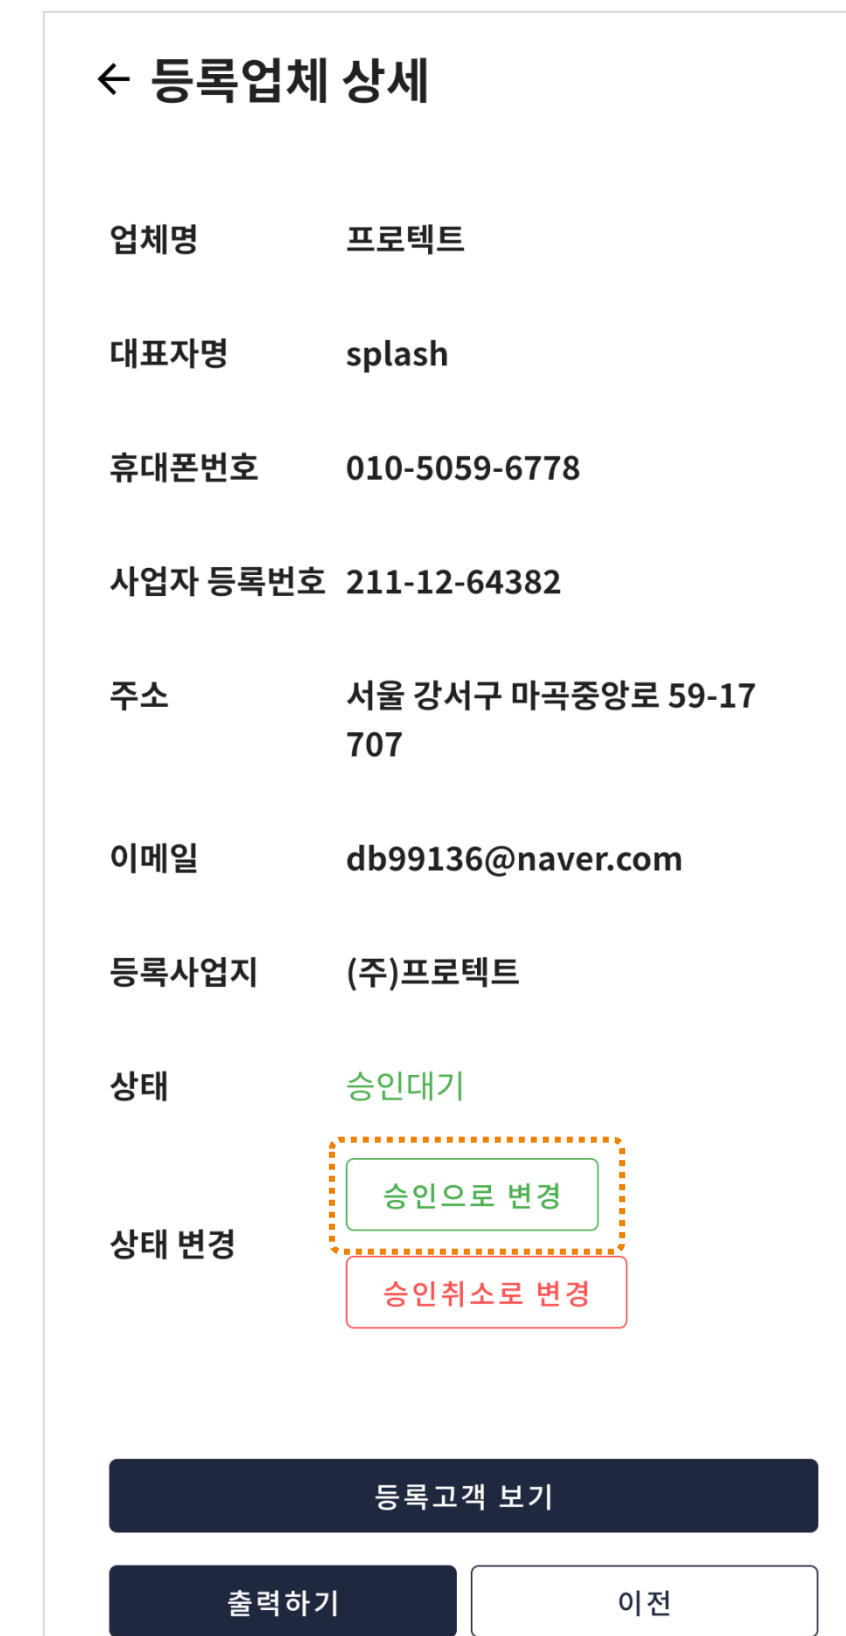 ← 등록업체 상세
업체명 프로텍트
대표자명 splash
휴대폰번호 010-5059-6778
사업자 등록번호 211-12-64382
주소 서울 강서구 마곡중앙로 59-17
707
이메일 db99136@naver.com
등록사업지 (주)프로텍트
상태 승인대기
승인으로 변경
상태 변경
승인취소로 변경
등록고객 보기
출력하기 이전